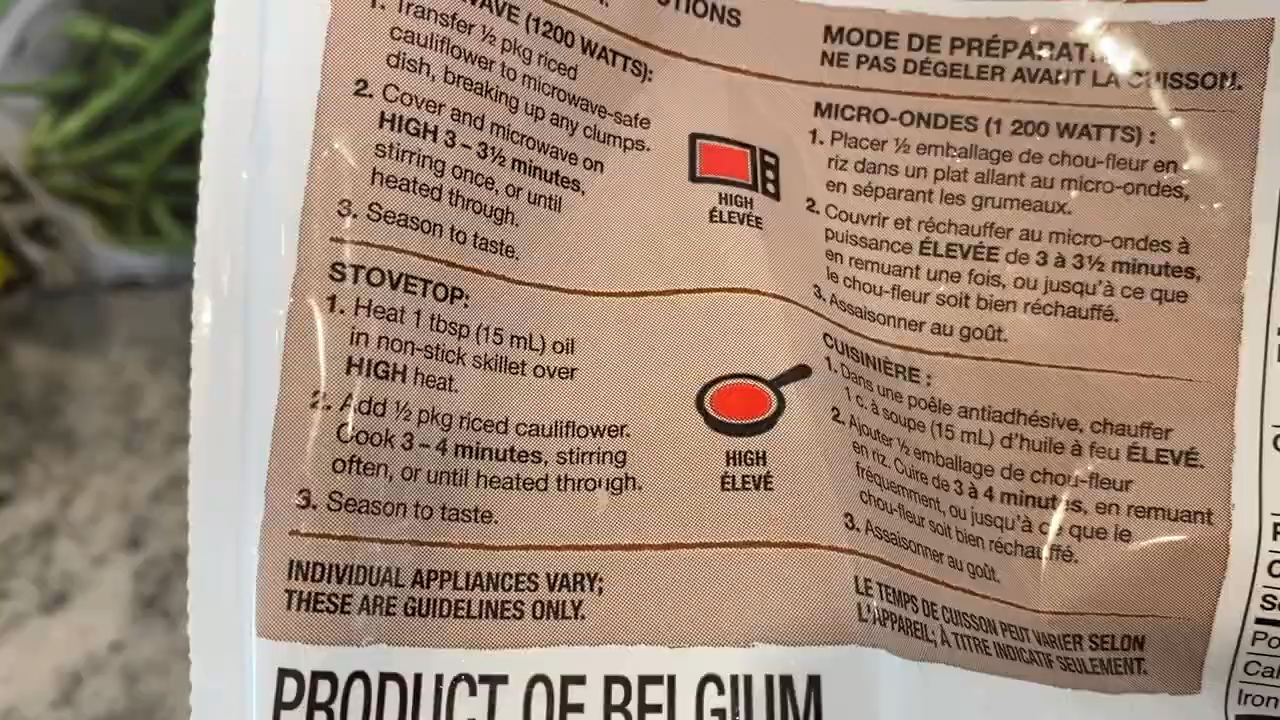 CTIONS
WAVE (1200 WATTS):
1. Transfer ½ pkg riced
cauliflower to microwave-safe
dish, breaking up any clumps.
2. Cover and microwave on
HIGH 3 – 3½ minutes,
stirring once, or until
heated through.
3. Season to taste.
HIGH
ÉLEVÉE
STOVETOP:
1. Heat 1 tbsp (15 mL) oil
in non-stick skillet over
HIGH heat.
2. Add ½ pkg riced cauliflower.
Cook 3 – 4 minutes, stirring
often, or until heated through.
3. Season to taste.
HIGH
ÉLEVÉ
INDIVIDUAL APPLIANCES VARY;
THESE ARE GUIDELINES ONLY.
PRODUCT OF BELGIUM
MODE DE PRÉPARAT
NE PAS DÉGELER AVANT LA CUISSON.
MICRO-ONDES (1 200 WATTS) :
1. Placer ½ emballage de chou-fleur en
riz dans un plat allant au micro-ondes,
en séparant les grumeaux.
2. Couvrir et réchauffer au micro-ondes à
puissance ÉLEVÉE de 3 à 3½ minutes,
en remuant une fois, ou jusqu'à ce que
le chou-fleur soit bien réchauffé.
3. Assaisonner au goût.
CUISINIÈRE :
1. Dans une poêle antiadhésive, chauffer
1 c. à soupe (15 mL) d'huile à feu ÉLEVÉ.
2. Ajouter ½ emballage de chou-fleur
en riz. Cuire de 3 à 4 minutes, en remuant
fréquemment, ou jusqu'à ce que le
chou-fleur soit bien réchauffé.
3. Assaisonner au goût.
LE TEMPS DE CUISSON PEUT VARIER SELON
L'APPAREIL; À TITRE INDICATIF SEULEMENT.
Po
Cal
Iron